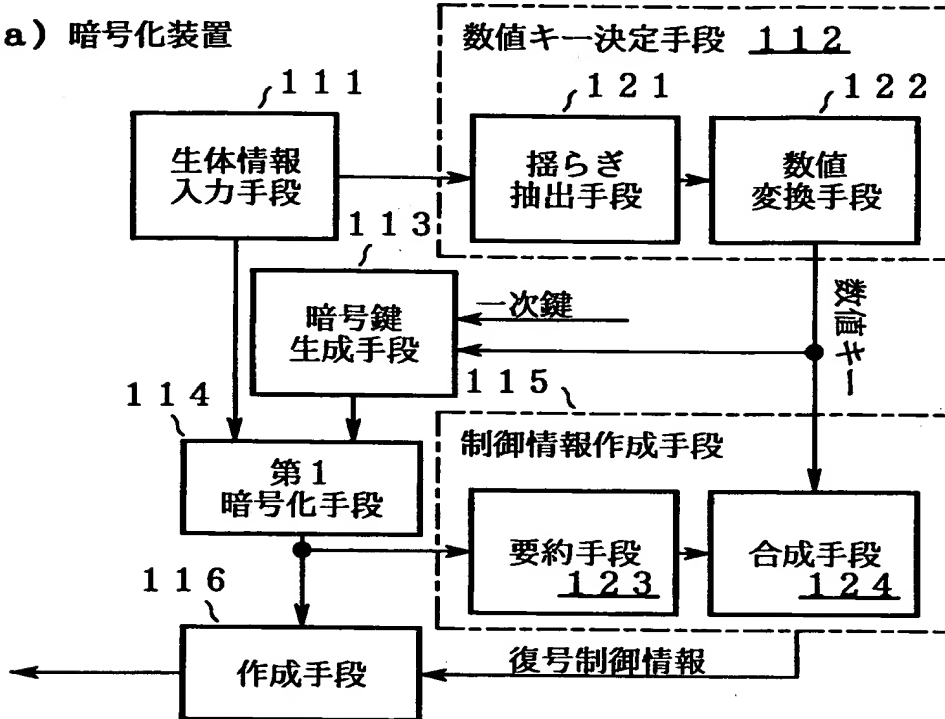 a) 暗号化装置
数値キー決定手段 112
111
121
122
生体情報
入力手段
揺らぎ
抽出手段
数値
変換手段
113
暗号鍵
生成手段
一次鍵
数値キー
114
115
第1
暗号化手段
制御情報作成手段
要約手段
123
合成手段
124
116
作成手段
復号制御情報